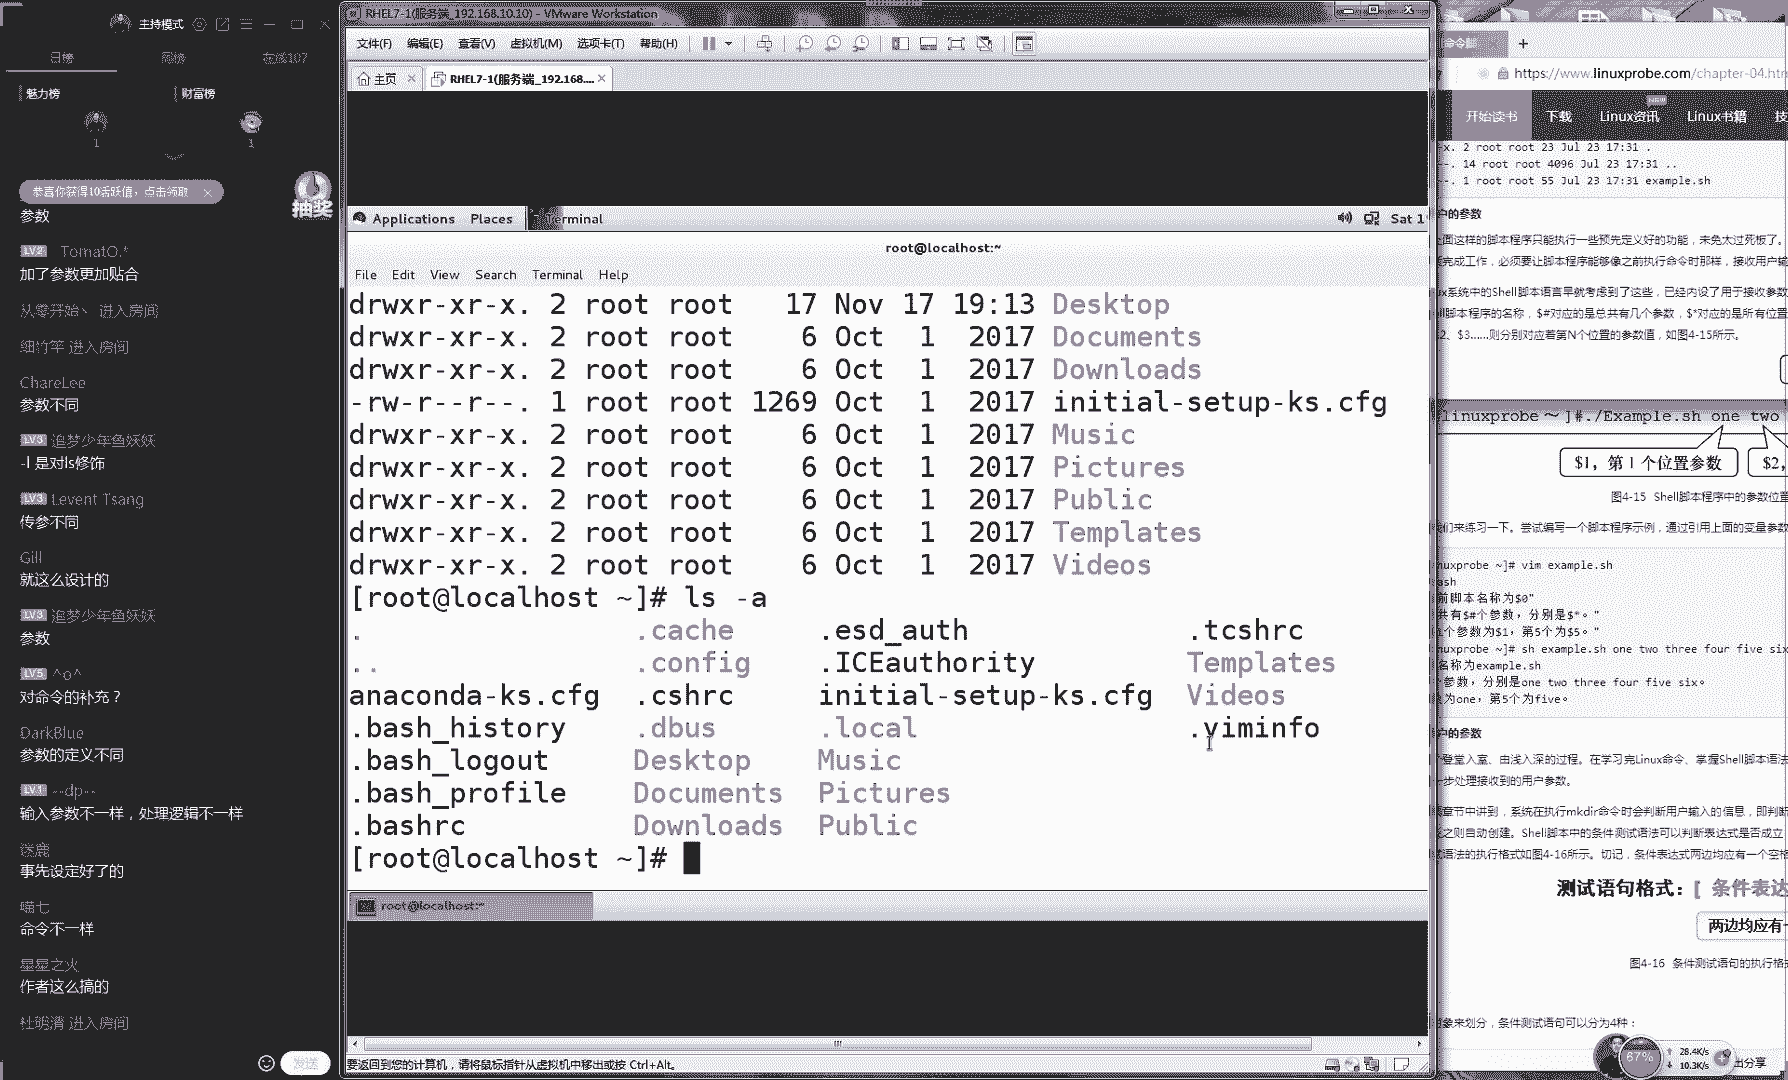 主持模式
日榜 周榜 在线107
魅力榜 财富榜
1 1
恭喜你获得10活跃值，点击领取
抽奖
参数
LV2 TomatO.*
加了参数更加贴合
从零开始丶 进入房间
细竹竿 进入房间
ChareLee
参数不同
LV3 追梦少年鱼妖妖
-l 是对ls修饰
LV3 Levent Tsang
传参不同
Gill
就这么设计的
LV3 追梦少年鱼妖妖
参数
LV5 ^o^
对命令的补充？
DarkBlue
参数的定义不同
LV1 --dp--
输入参数不一样，处理逻辑不一样
迷鹿
事先设定好了的
喵七
命令不一样
星星之火
作者这么搞的
杜明清 进入房间
发送
RHEL7-1(服务端_192.168.10.10) - VMware Workstation
文件(F) 编辑(E) 查看(V) 虚拟机(M) 选项卡(T) 帮助(H)
主页 RHEL7-1(服务端_192.168....
Applications Places Terminal Sat 1
root@localhost:~
File Edit View Search Terminal Help
drwxr-xr-x. 2 root root 17 Nov 17 19:13 Desktop
drwxr-xr-x. 2 root root 6 Oct 1 2017 Documents
drwxr-xr-x. 2 root root 6 Oct 1 2017 Downloads
-rw-r--r--. 1 root root 1269 Oct 1 2017 initial-setup-ks.cfg
drwxr-xr-x. 2 root root 6 Oct 1 2017 Music
drwxr-xr-x. 2 root root 6 Oct 1 2017 Pictures
drwxr-xr-x. 2 root root 6 Oct 1 2017 Public
drwxr-xr-x. 2 root root 6 Oct 1 2017 Templates
drwxr-xr-x. 2 root root 6 Oct 1 2017 Videos
[root@localhost ~]# ls -a
. .cache .esd_auth .tcshrc
.. .config .ICEauthority Templates
anaconda-ks.cfg .cshrc initial-setup-ks.cfg Videos
.bash_history .dbus .local .viminfo
.bash_logout Desktop Music
.bash_profile Documents Pictures
.bashrc Downloads Public
[root@localhost ~]#
root@localhost:~
要返回到您的计算机，请将鼠标指针从虚拟机中移出或按 Ctrl+Alt。
https://www.linuxprobe.com/chapter-04.htm
开始读书 下载 Linux资讯 Linux书籍 技
-x. 2 root root 23 Jul 23 17:31 .
--. 14 root root 4096 Jul 23 17:31 ..
--. 1 root root 55 Jul 23 17:31 example.sh
户的参数
面这样的脚本程序只能执行一些预先定义好的功能，未免太过死板了。
完成工作，必须要让脚本程序能够像之前执行命令时那样，接收用户输
ux系统中的Shell脚本语言早就考虑到了这些，已经内设了用于接收参数
ell脚本程序的名称，$#对应的是总共有几个参数，$*对应的是所有位置
2、$3……则分别对应着第N个位置的参数值，如图4-15所示。
linuxprobe ~ ]#./Example.sh one two
$1，第 1 个位置参数 $2,
图4-15 Shell脚本程序中的参数位置
们来练习一下。尝试编写一个脚本程序示例，通过引用上面的变量参数
nuxprobe ~]# vim example.sh
ash
前脚本名称为$0"
共有$#个参数，分别是$*。"
个参数为$1，第5个为$5。"
nuxprobe ~]# sh example.sh one two three four five six
名称为example.sh
个参数，分别是one two three four five six。
数为one，第5个为five。
户的参数
登堂入室、由浅入深的过程。在学习完Linux命令、掌握Shell脚本语法
步处理接收到的用户参数。
章节中讲到，系统在执行mkdir命令时会判断用户输入的信息，即判断
之则自动创建。Shell脚本中的条件测试语法可以判断表达式是否成立
语法的执行格式如图4-16所示。切记，条件表达式两边均应有一个空格
测试语句格式：[ 条件表达
两边均应有一
图4-16 条件测试语句的执行格式
对象来划分，条件测试语句可以分为4种：
67% 28.4K/s
10.3K/s
出分享